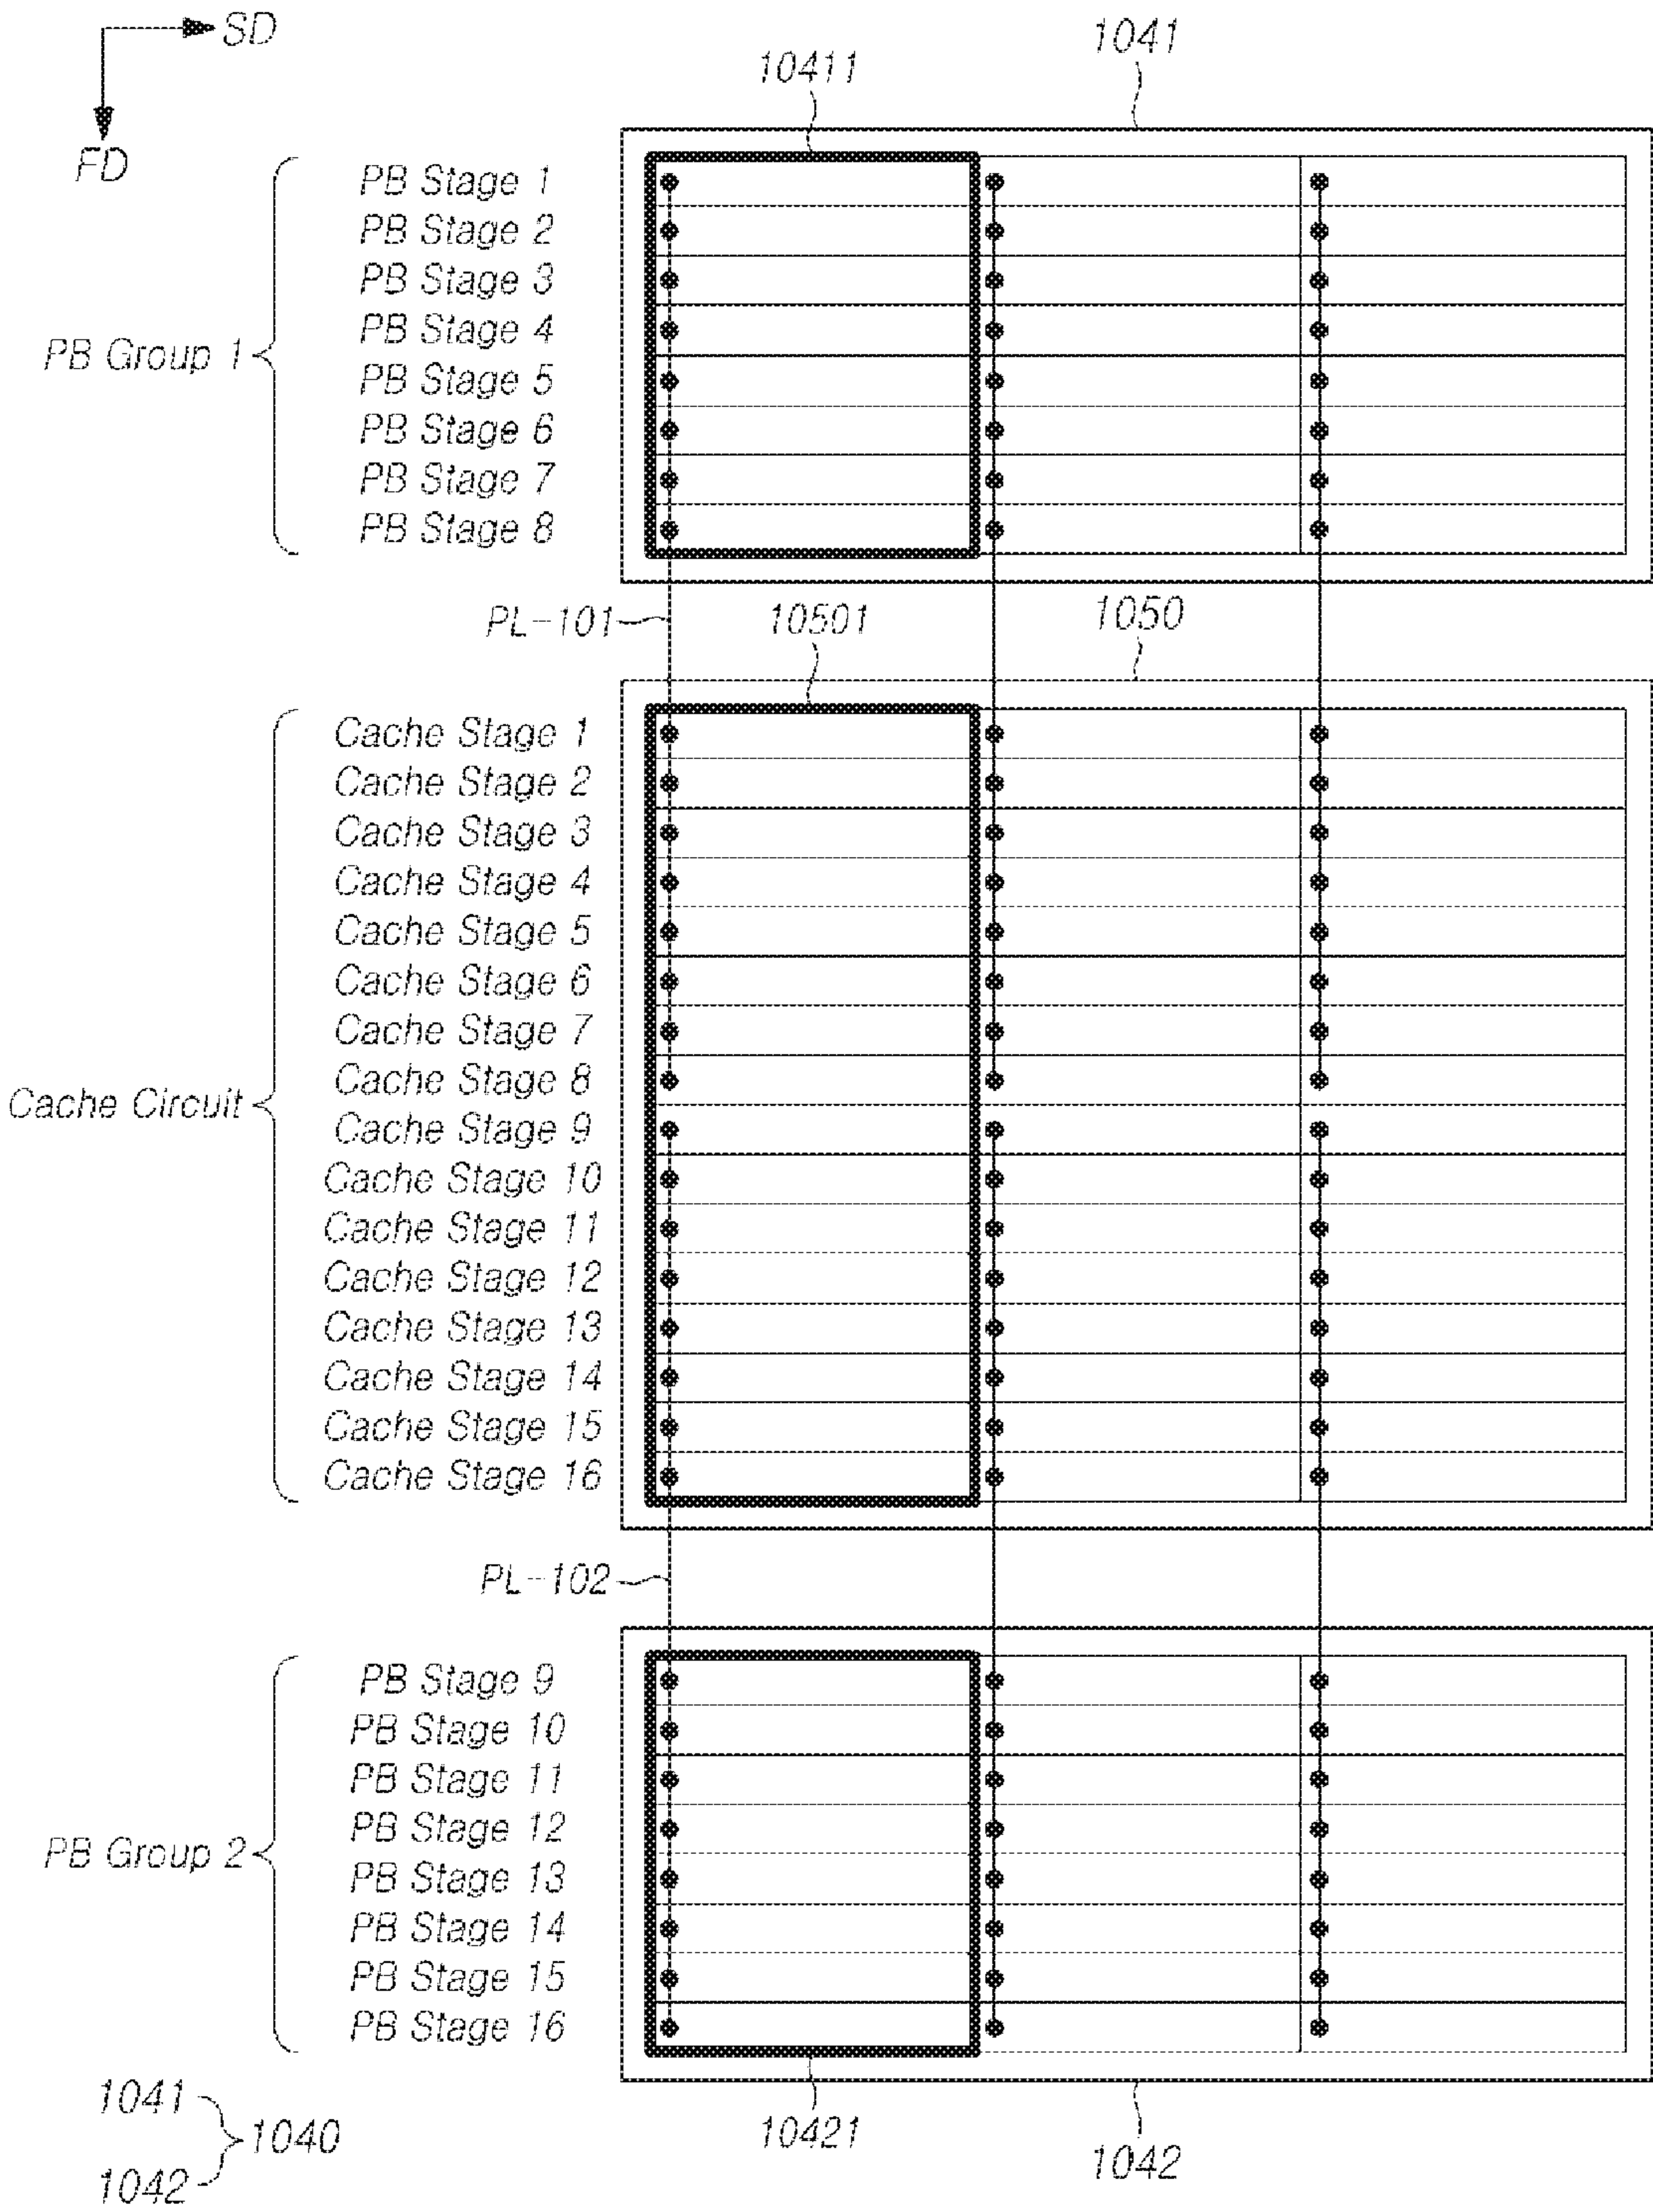 SD
1041
10411
FD
PB Stage 1
PB Stage 2
PB Stage 3
PB Stage 4
PB Group 1
PB Stage 5
PB Stage 6
PB Stage 7
PB Stage 8
PL-101
10501
1050
Cache Stage 1
Cache Stage 2
Cache Stage 3
Cache Stage 4
Cache Stage 5
Cache Stage 6
Cache Stage 7
Cache Stage 8
Cache Circuit
Cache Stage 9
Cache Stage 10
Cache Stage 11
Cache Stage 12
Cache Stage 13
Cache Stage 14
Cache Stage 15
Cache Stage 16
PL-102
PB Stage 9
PB Stage 10
PB Stage 11
PB Stage 12
PB Group 2
PB Stage 13
PB Stage 14
PB Stage 15
PB Stage 16
10421
1042
1041
1040
1042